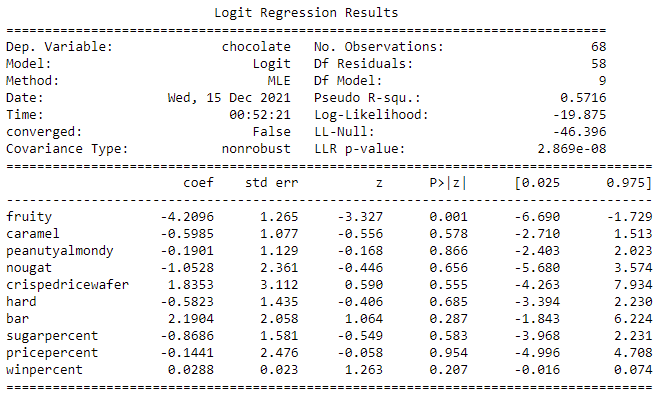 Logit Regression Results
==============================================================================
Dep. Variable:              chocolate   No. Observations:                   68
Model:                          Logit   Df Residuals:                       58
Method:                           MLE   Df Model:                            9
Date:                Wed, 15 Dec 2021   Pseudo R-squ.:                  0.5716
Time:                        00:52:21   Log-Likelihood:                -19.875
converged:                      False   LL-Null:                       -46.396
Covariance Type:            nonrobust   LLR p-value:                 2.869e-08
====================================================================================
                       coef    std err          z      P>|z|      [0.025      0.975]
------------------------------------------------------------------------------------
fruity              -4.2096      1.265     -3.327      0.001      -6.690      -1.729
caramel             -0.5985      1.077     -0.556      0.578      -2.710       1.513
peanutyalmondy      -0.1901      1.129     -0.168      0.866      -2.403       2.023
nougat              -1.0528      2.361     -0.446      0.656      -5.680       3.574
crispedricewafer     1.8353      3.112      0.590      0.555      -4.263       7.934
hard                -0.5823      1.435     -0.406      0.685      -3.394       2.230
bar                  2.1904      2.058      1.064      0.287      -1.843       6.224
sugarpercent        -0.8686      1.581     -0.549      0.583      -3.968       2.231
pricepercent        -0.1441      2.476     -0.058      0.954      -4.996       4.708
winpercent           0.0288      0.023      1.263      0.207      -0.016       0.074
====================================================================================